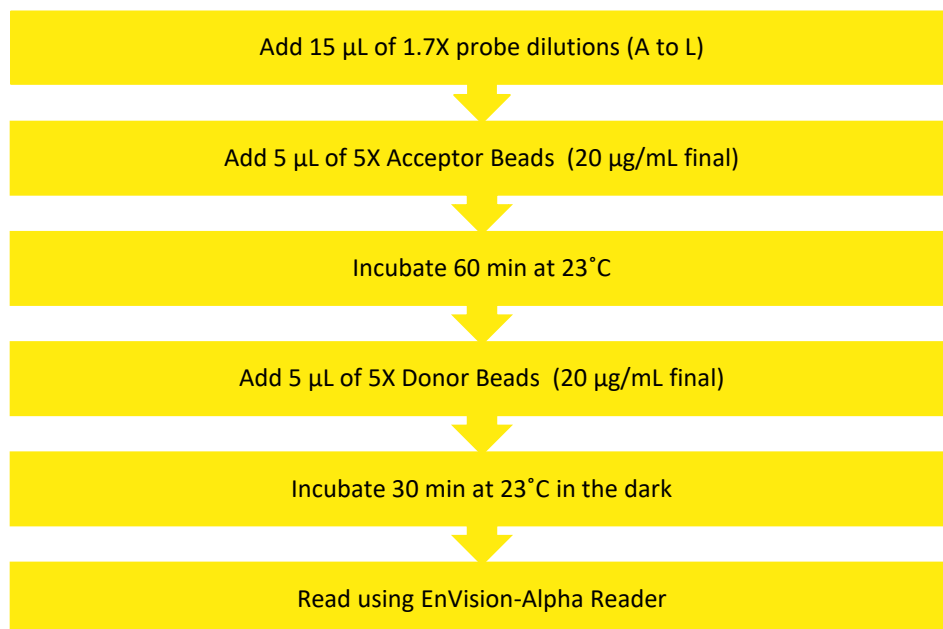 Add 15 µL of 1.7X probe dilutions (A to L)
Add 5 µL of 5X Acceptor Beads (20 µg/mL final)
Incubate 60 min at 23˚C
Add 5 µL of 5X Donor Beads (20 µg/mL final)
Incubate 30 min at 23˚C in the dark
Read using EnVision-Alpha Reader